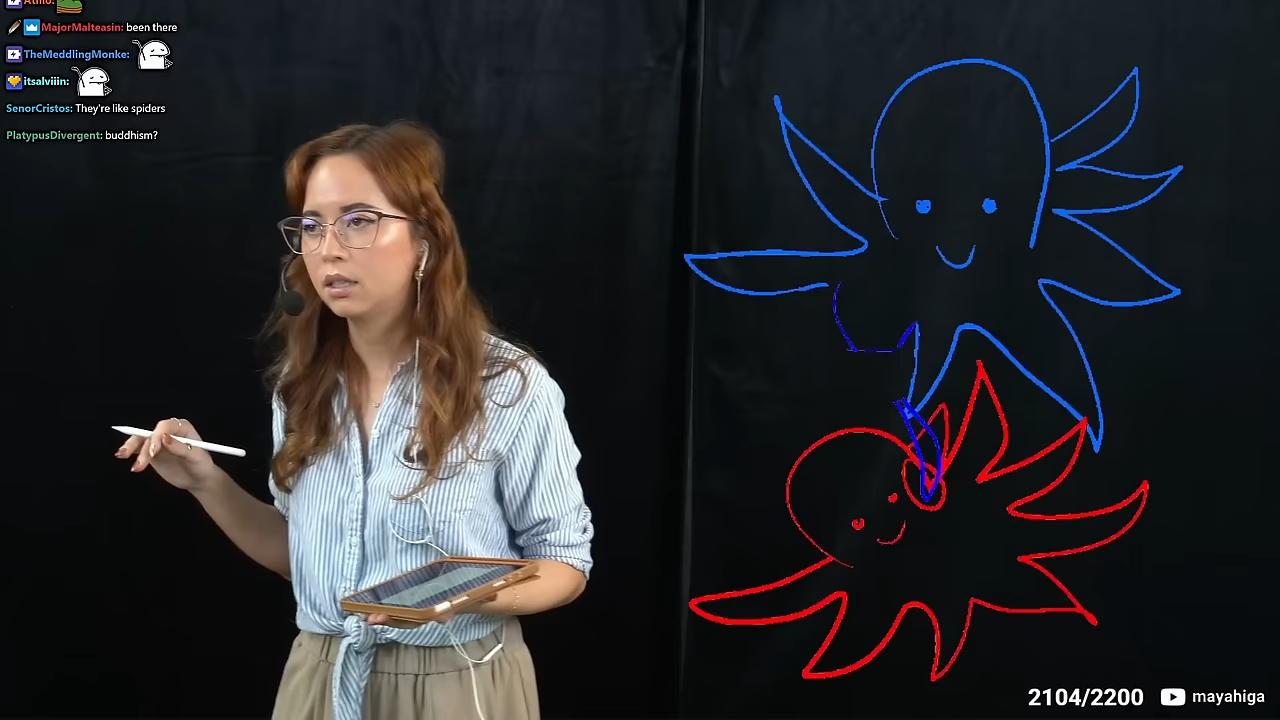 MajorMalteasin: been there
TheMeddlingMonke:
itsalviiin:
SenorCristos: They're like spiders
PlatypusDivergent: buddhism?
2104/2200 mayahiga